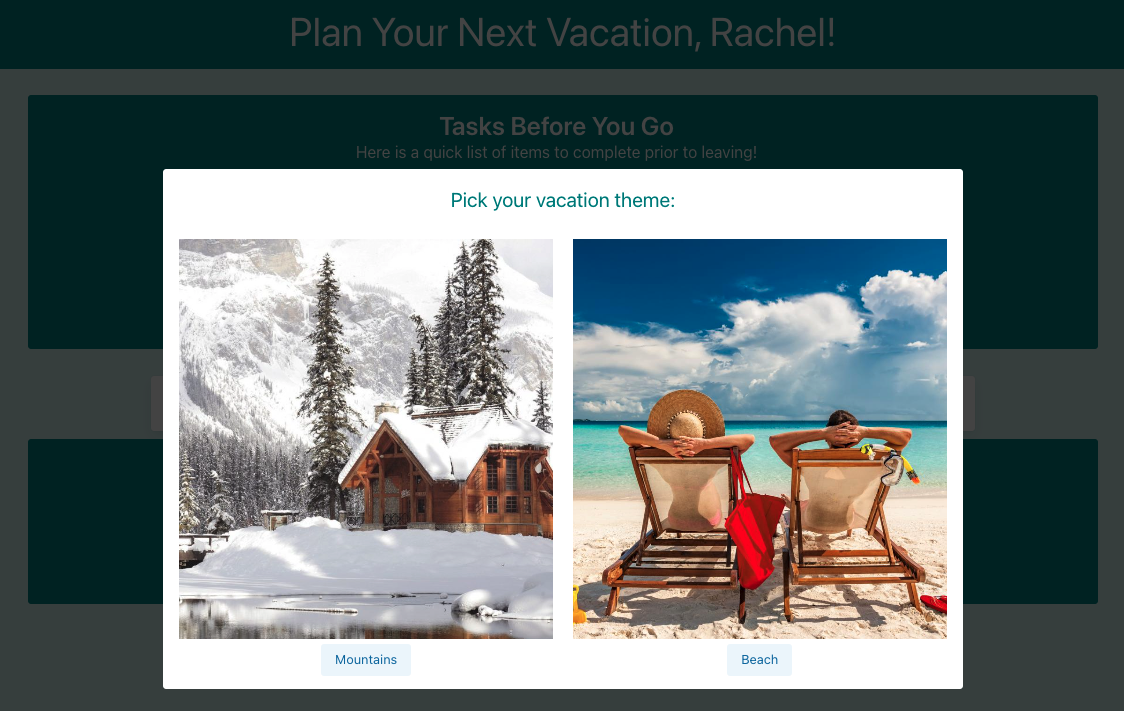 Plan Your Next Vacation, Rachel!
Tasks Before You Go
Here is a quick list of items to complete prior to leaving!
Pick your vacation theme:
Mountains
Beach